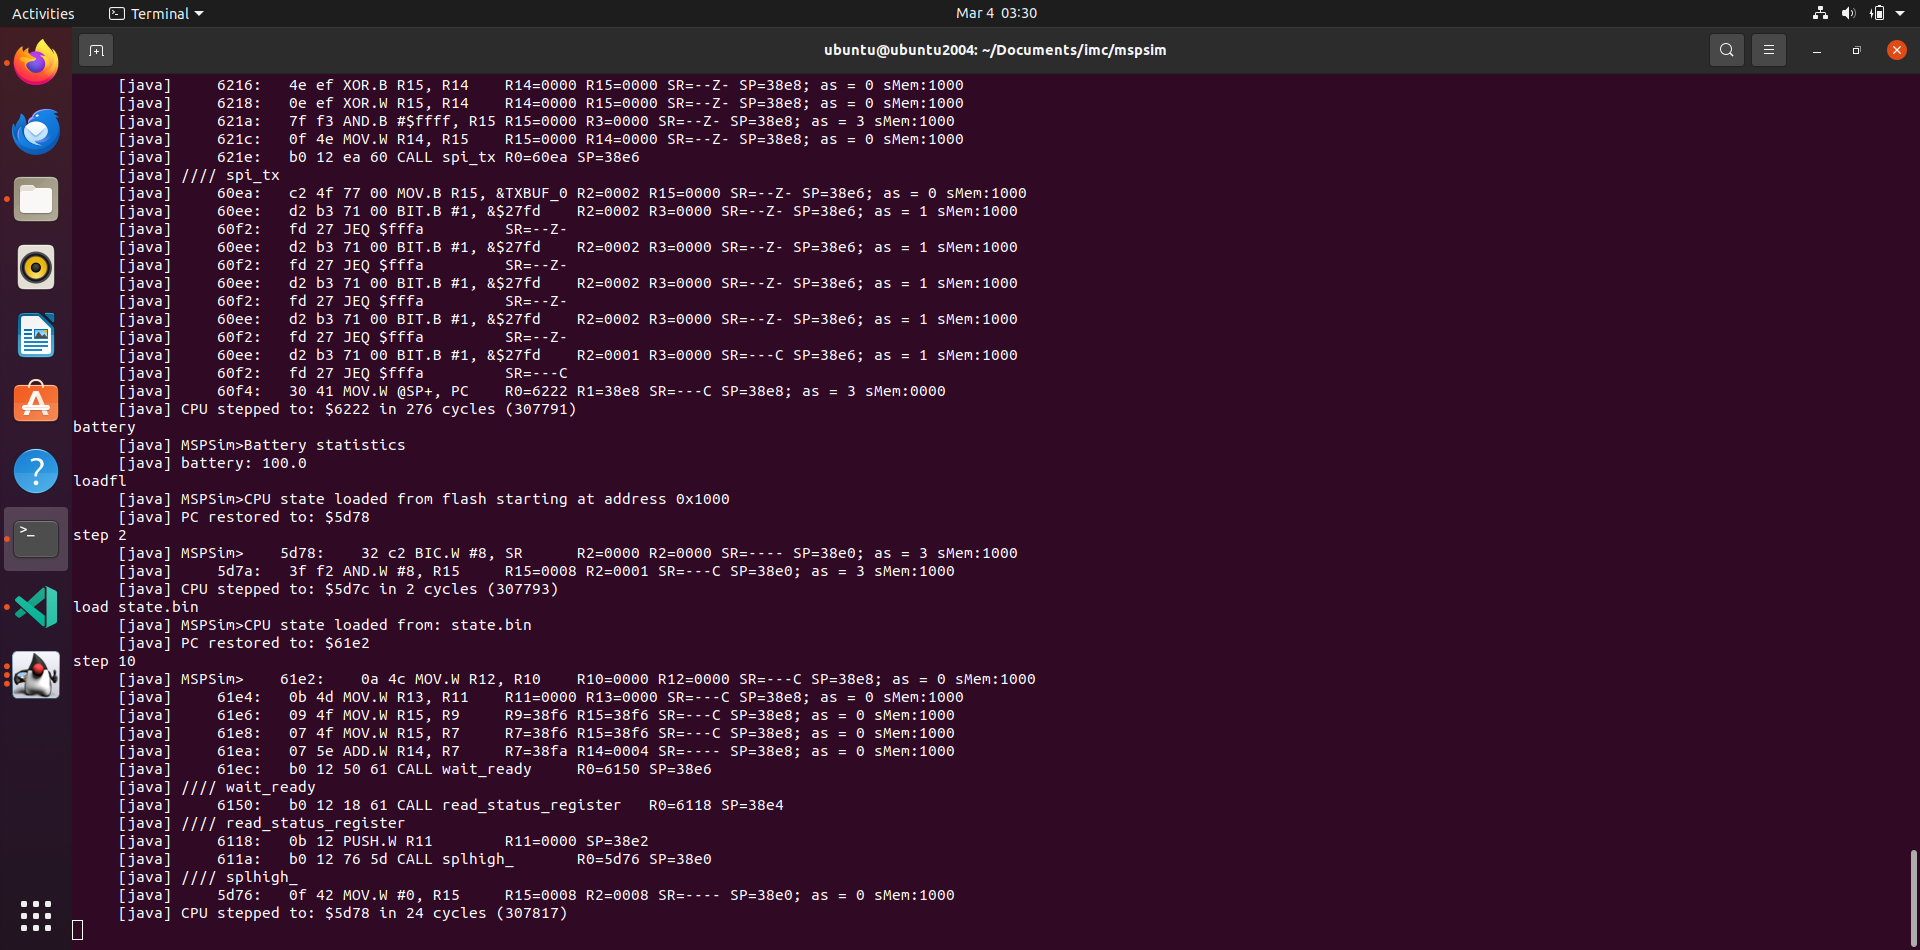 Activities
Terminal
Mar 4 03:30
ubuntu@ubuntu2004: ~/Documents/imc/mspsim
[java]     6216:   4e ef XOR.B R15, R14    R14=0000 R15=0000 SR=--Z- SP=38e8; as = 0 sMem:1000
[java]     6218:   0e ef XOR.W R15, R14    R14=0000 R15=0000 SR=--Z- SP=38e8; as = 0 sMem:1000
[java]     621a:   7f f3 AND.B #$ffff, R15 R15=0000 R3=0000 SR=--Z- SP=38e8; as = 3 sMem:1000
[java]     621c:   0f 4e MOV.W R14, R15    R15=0000 R14=0000 SR=--Z- SP=38e8; as = 0 sMem:1000
[java]     621e:   b0 12 ea 60 CALL spi_tx R0=60ea SP=38e6
[java] //// spi_tx
[java]     60ea:   c2 4f 77 00 MOV.B R15, &TXBUF_0 R2=0002 R15=0000 SR=--Z- SP=38e6; as = 0 sMem:1000
[java]     60ee:   d2 b3 71 00 BIT.B #1, &$27fd    R2=0002 R3=0000 SR=--Z- SP=38e6; as = 1 sMem:1000
[java]     60f2:   fd 27 JEQ $fffa         SR=--Z-
[java]     60ee:   d2 b3 71 00 BIT.B #1, &$27fd    R2=0002 R3=0000 SR=--Z- SP=38e6; as = 1 sMem:1000
[java]     60f2:   fd 27 JEQ $fffa         SR=--Z-
[java]     60ee:   d2 b3 71 00 BIT.B #1, &$27fd    R2=0002 R3=0000 SR=--Z- SP=38e6; as = 1 sMem:1000
[java]     60f2:   fd 27 JEQ $fffa         SR=--Z-
[java]     60ee:   d2 b3 71 00 BIT.B #1, &$27fd    R2=0002 R3=0000 SR=--Z- SP=38e6; as = 1 sMem:1000
[java]     60f2:   fd 27 JEQ $fffa         SR=--Z-
[java]     60ee:   d2 b3 71 00 BIT.B #1, &$27fd    R2=0001 R3=0000 SR=---C SP=38e6; as = 1 sMem:1000
[java]     60f2:   fd 27 JEQ $fffa         SR=---C
[java]     60f4:   30 41 MOV.W @SP+, PC    R0=6222 R1=38e8 SR=---C SP=38e8; as = 3 sMem:0000
[java] CPU stepped to: $6222 in 276 cycles (307791)
battery
[java] MSPSim>Battery statistics
[java] battery: 100.0
loadfl
[java] MSPSim>CPU state loaded from flash starting at address 0x1000
[java] PC restored to: $5d78
step 2
[java] MSPSim>    5d78:    32 c2 BIC.W #8, SR      R2=0000 R2=0000 SR=---- SP=38e0; as = 3 sMem:1000
[java]     5d7a:   3f f2 AND.W #8, R15     R15=0008 R2=0001 SR=---C SP=38e0; as = 3 sMem:1000
[java] CPU stepped to: $5d7c in 2 cycles (307793)
load state.bin
[java] MSPSim>CPU state loaded from: state.bin
[java] PC restored to: $61e2
step 10
[java] MSPSim>    61e2:    0a 4c MOV.W R12, R10    R10=0000 R12=0000 SR=---C SP=38e8; as = 0 sMem:1000
[java]     61e4:   0b 4d MOV.W R13, R11    R11=0000 R13=0000 SR=---C SP=38e8; as = 0 sMem:1000
[java]     61e6:   09 4f MOV.W R15, R9     R9=38f6 R15=38f6 SR=---C SP=38e8; as = 0 sMem:1000
[java]     61e8:   07 4f MOV.W R15, R7     R7=38f6 R15=38f6 SR=---C SP=38e8; as = 0 sMem:1000
[java]     61ea:   07 5e ADD.W R14, R7     R7=38fa R14=0004 SR=---- SP=38e8; as = 0 sMem:1000
[java]     61ec:   b0 12 50 61 CALL wait_ready     R0=6150 SP=38e6
[java] //// wait_ready
[java]     6150:   b0 12 18 61 CALL read_status_register   R0=6118 SP=38e4
[java] //// read_status_register
[java]     6118:   0b 12 PUSH.W R11        R11=0000 SP=38e2
[java]     611a:   b0 12 76 5d CALL splhigh_       R0=5d76 SP=38e0
[java] //// splhigh_
[java]     5d76:   0f 42 MOV.W #0, R15     R15=0008 R2=0008 SR=---- SP=38e0; as = 0 sMem:1000
[java] CPU stepped to: $5d78 in 24 cycles (307817)